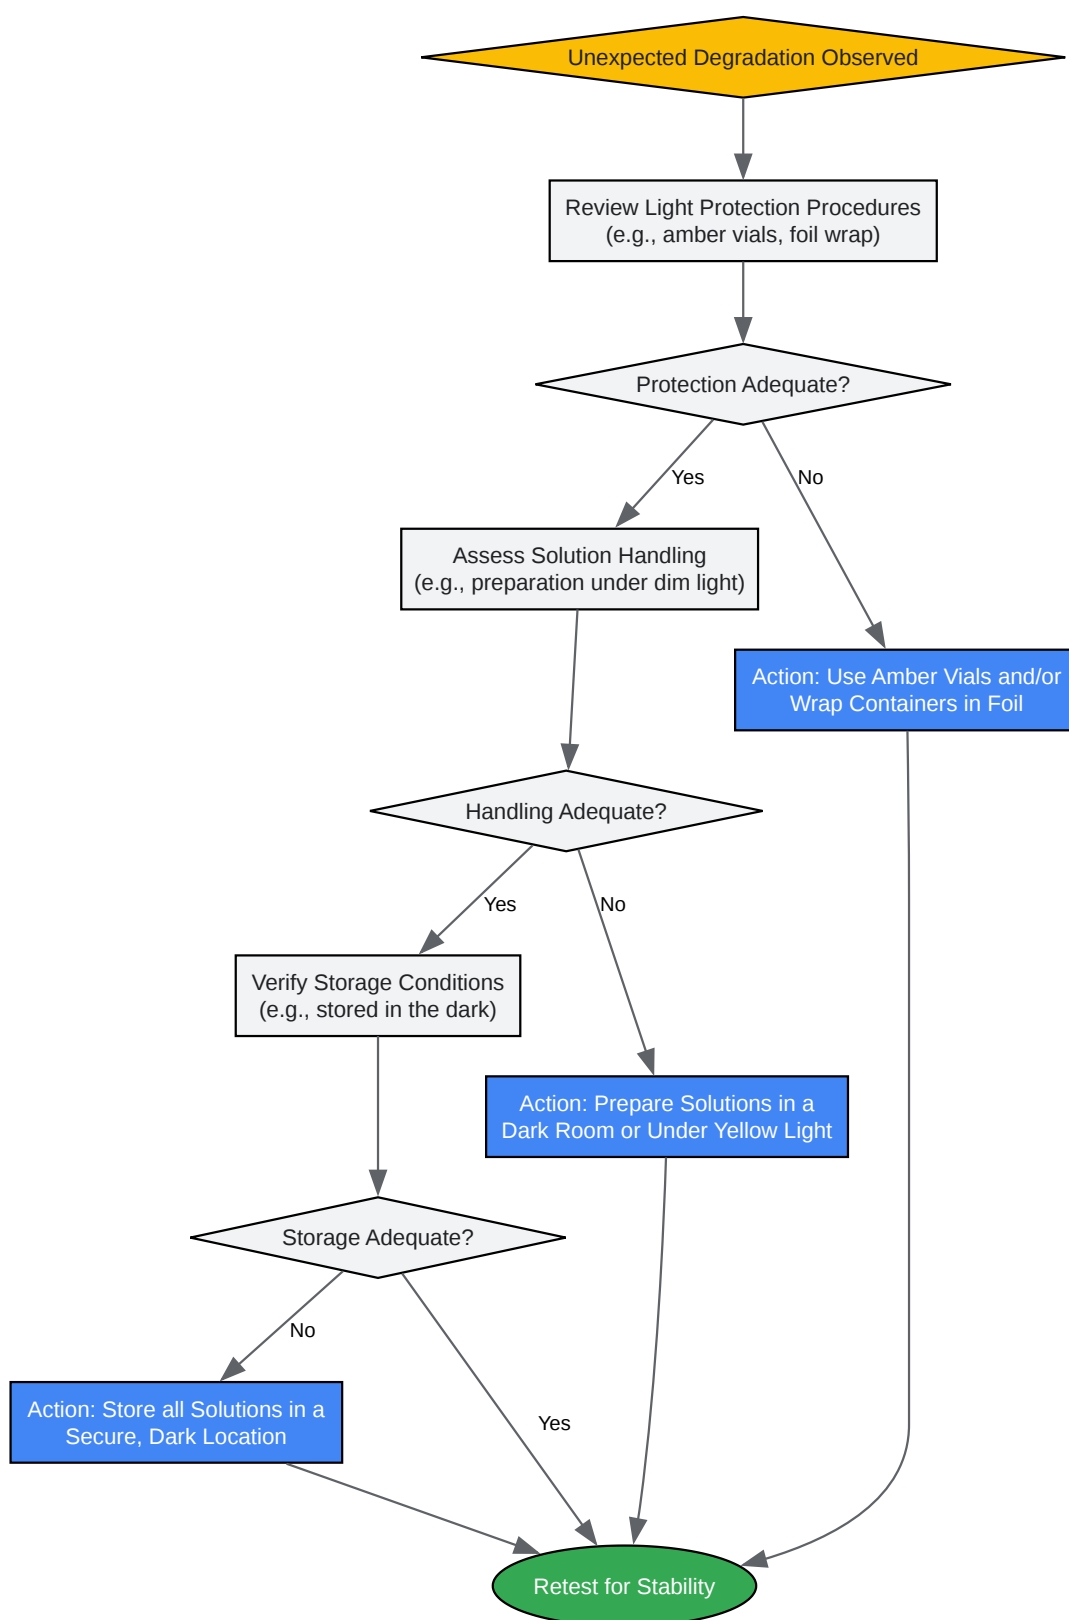 Unexpected Degradation Observed
Review Light Protection Procedures
(e.g., amber vials, foil wrap)
Protection Adequate?
Yes
No
Assess Solution Handling
(e.g., preparation under dim light)
Action: Use Amber Vials and/or
Wrap Containers in Foil
Handling Adequate?
Yes
No
Verify Storage Conditions
(e.g., stored in the dark)
Action: Prepare Solutions in a
Dark Room or Under Yellow Light
Storage Adequate?
No
Action: Store all Solutions in a
Secure, Dark Location
Yes
Retest for Stability